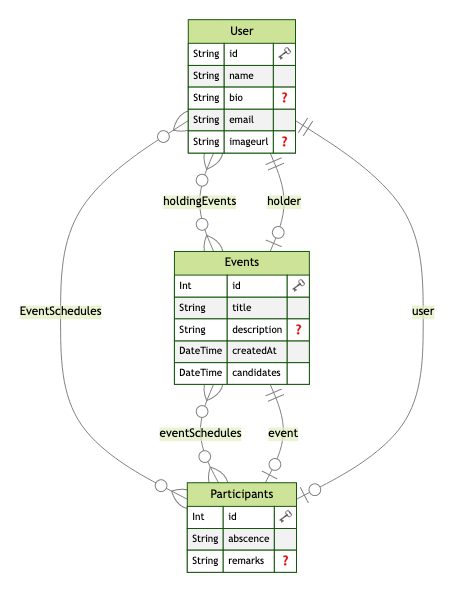 User
String id
String name
String bio ?
String email
String imageurl ?
holdingEvents holder
Events
Int id
String title
String description ?
DateTime createdAt
DateTime candidates
EventSchedules user
eventSchedules event
Participants
Int id
String abscence
String remarks ?